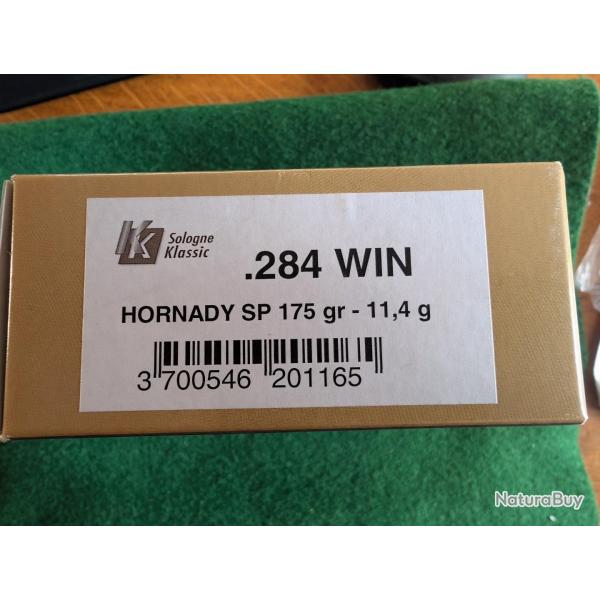 Sologne
Klassic
.284 WIN
HORNADY SP 175 gr - 11,4 g
3 700546 201165
NaturaBuy